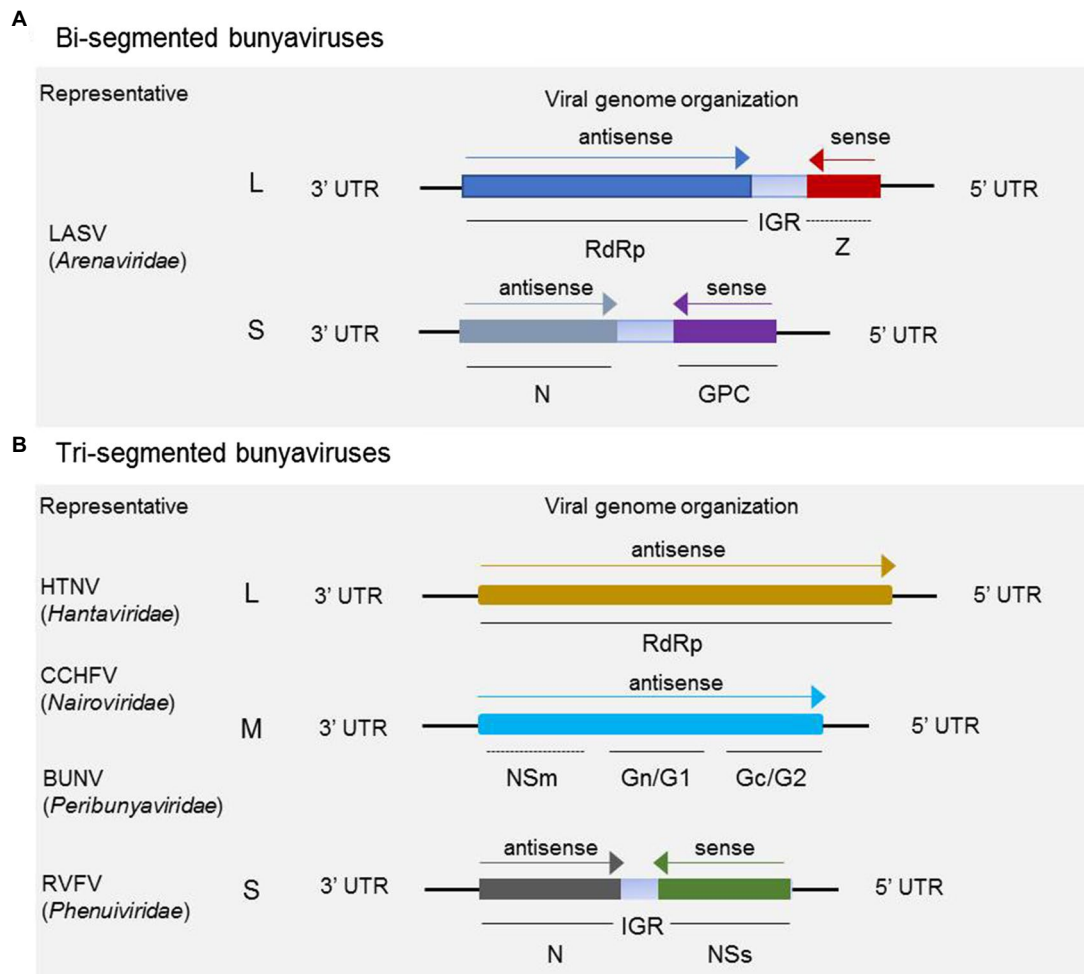 A
Bi-segmented bunyaviruses
Representative
Viral genome organization
antisense
sense
L
3’ UTR
5’ UTR
IGR
RdRp
Z
LASV
(Arenaviridae)
antisense
sense
S
3’ UTR
5’ UTR
N
GPC
B
Tri-segmented bunyaviruses
Representative
Viral genome organization
antisense
HTNV
(Hantaviridae)
L
3’ UTR
5’ UTR
RdRp
CCHFV
(Nairoviridae)
antisense
M
3’ UTR
5’ UTR
NSm
Gn/G1
Gc/G2
BUNV
(Peribunyaviridae)
antisense
sense
RVFV
(Phenuiviridae)
S
3’ UTR
5’ UTR
IGR
N
NSs